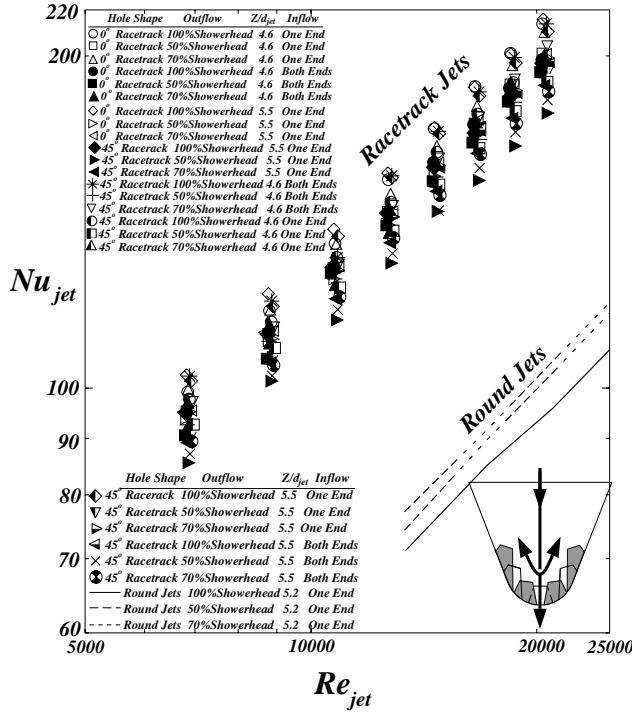 Hole Shape Outflow Z/djet Inflow
0° Racetrack 100%Showerhead 4.6 One End
0° Racetrack 50%Showerhead 4.6 One End
0° Racetrack 70%Showerhead 4.6 One End
0° Racetrack 100%Showerhead 4.6 Both Ends
0° Racetrack 50%Showerhead 4.6 Both Ends
0° Racetrack 70%Showerhead 4.6 Both Ends
0° Racetrack 100%Showerhead 5.5 One End
0° Racetrack 50%Showerhead 5.5 One End
0° Racetrack 70%Showerhead 5.5 One End
45° Racerack 100%Showerhead 5.5 One End
45° Racetrack 50%Showerhead 5.5 One End
45° Racetrack 70%Showerhead 5.5 One End
45° Racetrack 100%Showerhead 4.6 Both Ends
45° Racetrack 50%Showerhead 4.6 Both Ends
45° Racetrack 70%Showerhead 4.6 Both Ends
45° Racetrack 100%Showerhead 4.6 One End
45° Racetrack 50%Showerhead 4.6 One End
45° Racetrack 70%Showerhead 4.6 One End
Racetrack Jets
Round Jets
Hole Shape Outflow Z/djet Inflow
45° Racerack 100%Showerhead 5.5 One End
45° Racetrack 50%Showerhead 5.5 One End
45° Racetrack 70%Showerhead 5.5 One End
45° Racetrack 100%Showerhead 5.5 Both Ends
45° Racetrack 50%Showerhead 5.5 Both Ends
45° Racetrack 70%Showerhead 5.5 Both Ends
Round Jets 100%Showerhead 5.2 One End
Round Jets 50%Showerhead 5.2 One End
Round Jets 70%Showerhead 5.2 One End
Nujet
200
100
90
80
70
60
5000 10000 20000 25000
Rejet